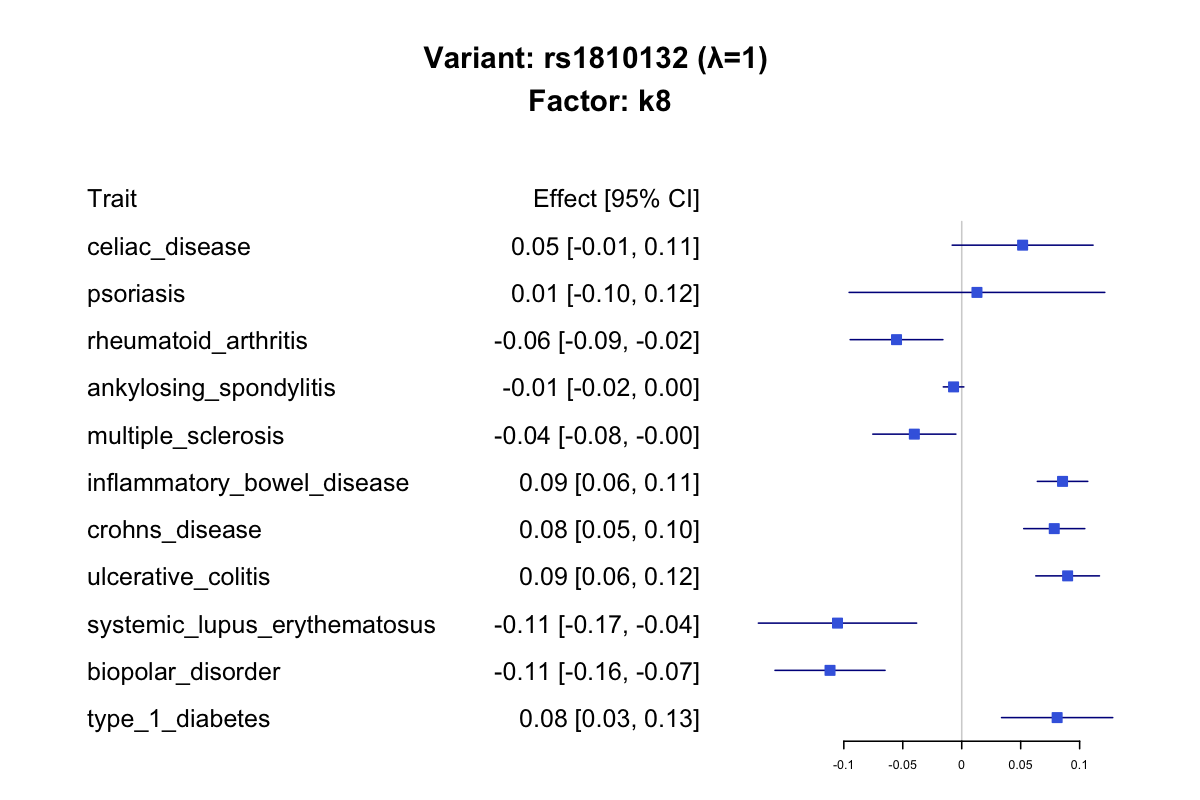 Variant: rs1810132 (λ=1)
Factor: k8
Trait Effect [95% CI]
celiac_disease 0.05 [-0.01, 0.11]
psoriasis 0.01 [-0.10, 0.12]
rheumatoid_arthritis -0.06 [-0.09, -0.02]
ankylosing_spondylitis -0.01 [-0.02, 0.00]
multiple_sclerosis -0.04 [-0.08, -0.00]
inflammatory_bowel_disease 0.09 [0.06, 0.11]
crohns_disease 0.08 [0.05, 0.10]
ulcerative_colitis 0.09 [0.06, 0.12]
systemic_lupus_erythematosus -0.11 [-0.17, -0.04]
biopolar_disorder -0.11 [-0.16, -0.07]
type_1_diabetes 0.08 [0.03, 0.13]
-0.1 -0.05 0 0.05 0.1